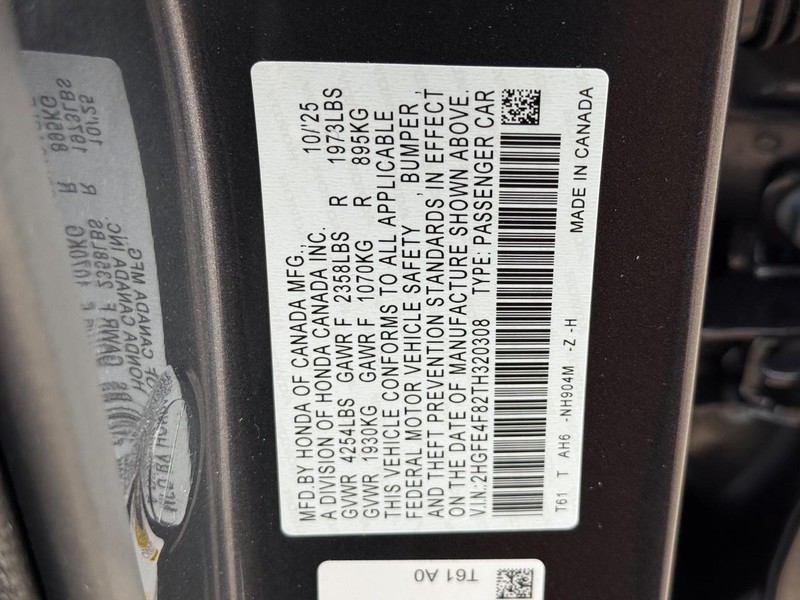 MFD.BY HONDA OF CANADA MFG., 10/'25
A DIVISION OF HONDA CANADA INC.
GVWR 4254LBS GAWR F 2358LBS R 1973LBS
GVWR 1930KG GAWR F 1070KG R 895KG
THIS VEHICLE CONFORMS TO ALL APPLICABLE
FEDERAL MOTOR VEHICLE SAFETY , BUMPER ,
AND THEFT PREVENTION STANDARDS IN EFFECT
ON THE DATE OF MANUFACTURE SHOWN ABOVE.
V.I.N.:2HGFE4F82TH320308 TYPE: PASSENGER CAR
T61 T AH6 -NH904M -Z -H MADE IN CANADA
T61 A0